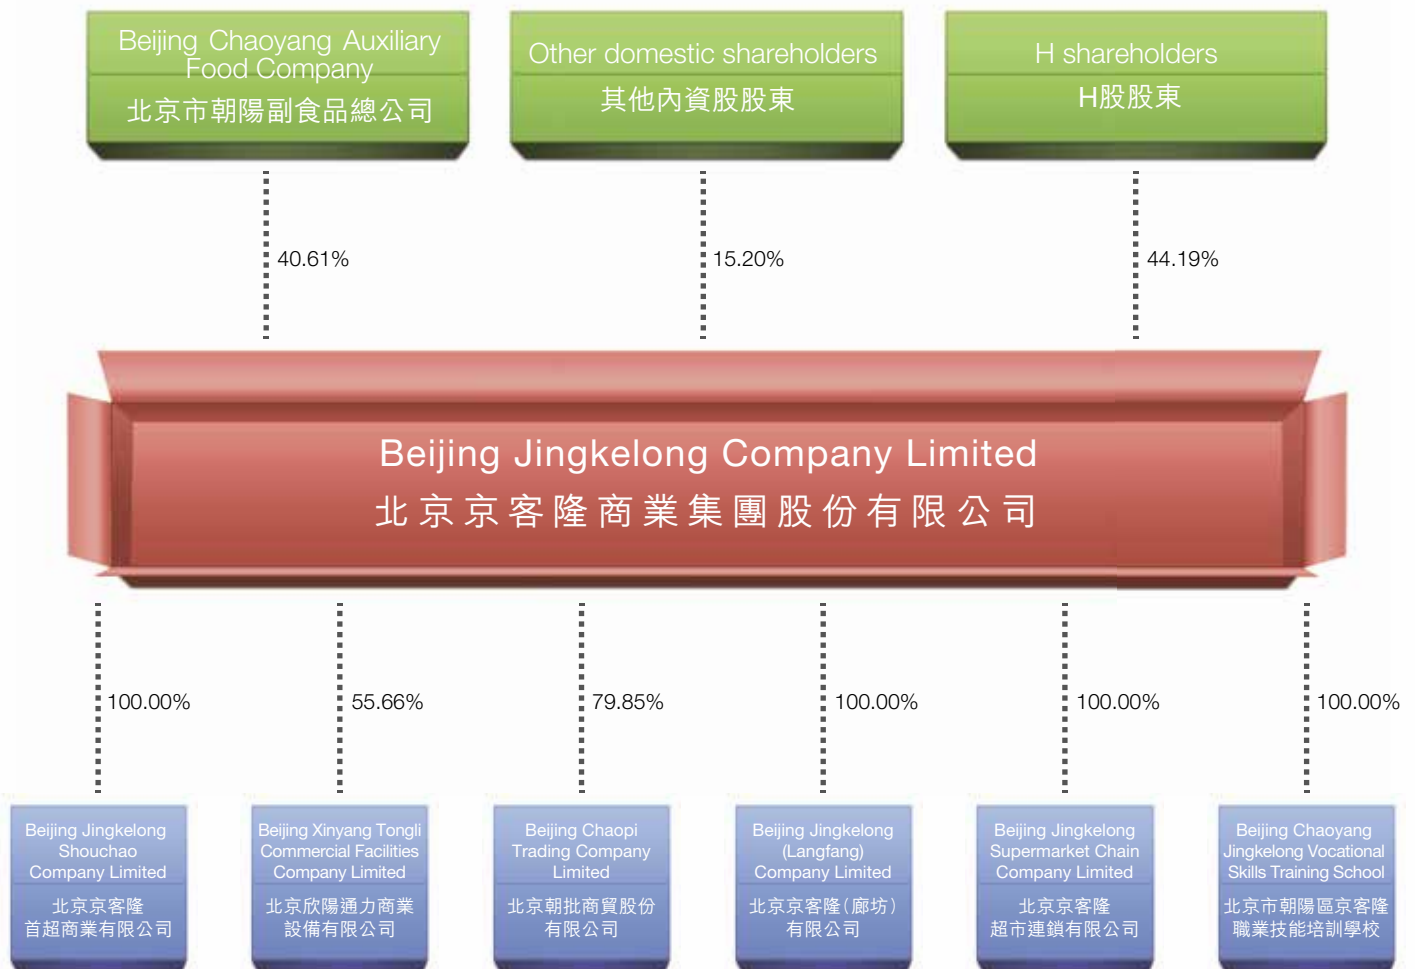 Beijing Chaoyang Auxiliary
Food Company
北京市朝陽副食品總公司
Other domestic shareholders
其他內資股股東
H shareholders
H股股東
40.61%
15.20%
44.19%
Beijing Jingkelong Company Limited
北京京客隆商業集團股份有限公司
100.00%
55.66%
79.85%
100.00%
100.00%
100.00%
Beijing Jingkelong
Shouchao
Company Limited
北京京客隆
首超商業有限公司
Beijing Xinyang Tongli
Commercial Facilities
Company Limited
北京欣陽通力商業
設備有限公司
Beijing Chaopi
Trading Company
Limited
北京朝批商貿股份
有限公司
Beijing Jingkelong
(Langfang)
Company Limited
北京京客隆(廊坊)
有限公司
Beijing Jingkelong
Supermarket Chain
Company Limited
北京京客隆
超市連鎖有限公司
Beijing Chaoyang
Jingkelong Vocational
Skills Training School
北京市朝陽區京客隆
職業技能培訓學校